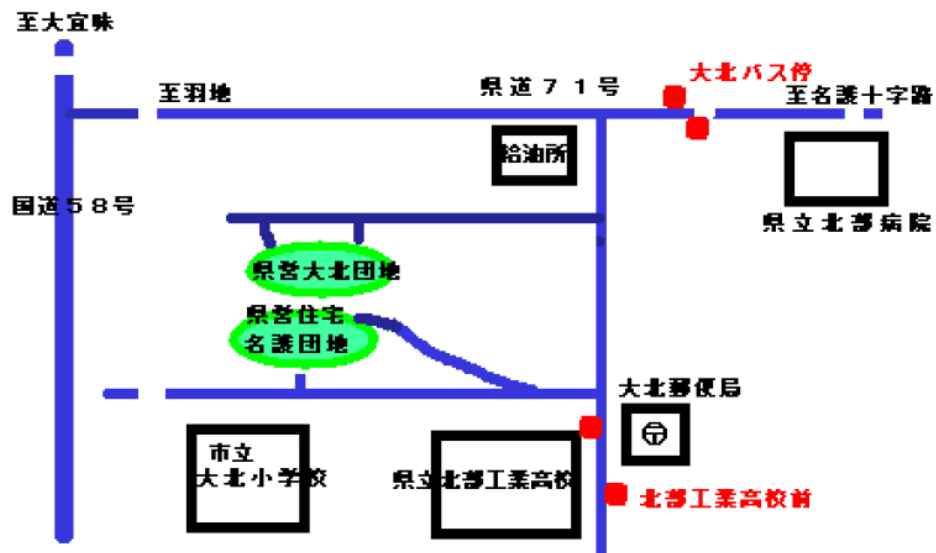 至大宜味
大北バス停
至羽地
県道７１号
至名護十字路
給油所
国道５８号
県立北部病院
県営大北団地
県営住宅
名護団地
大北郵便局
〒
市立
大北小学校
県立北部工業高校
北部工業高校前